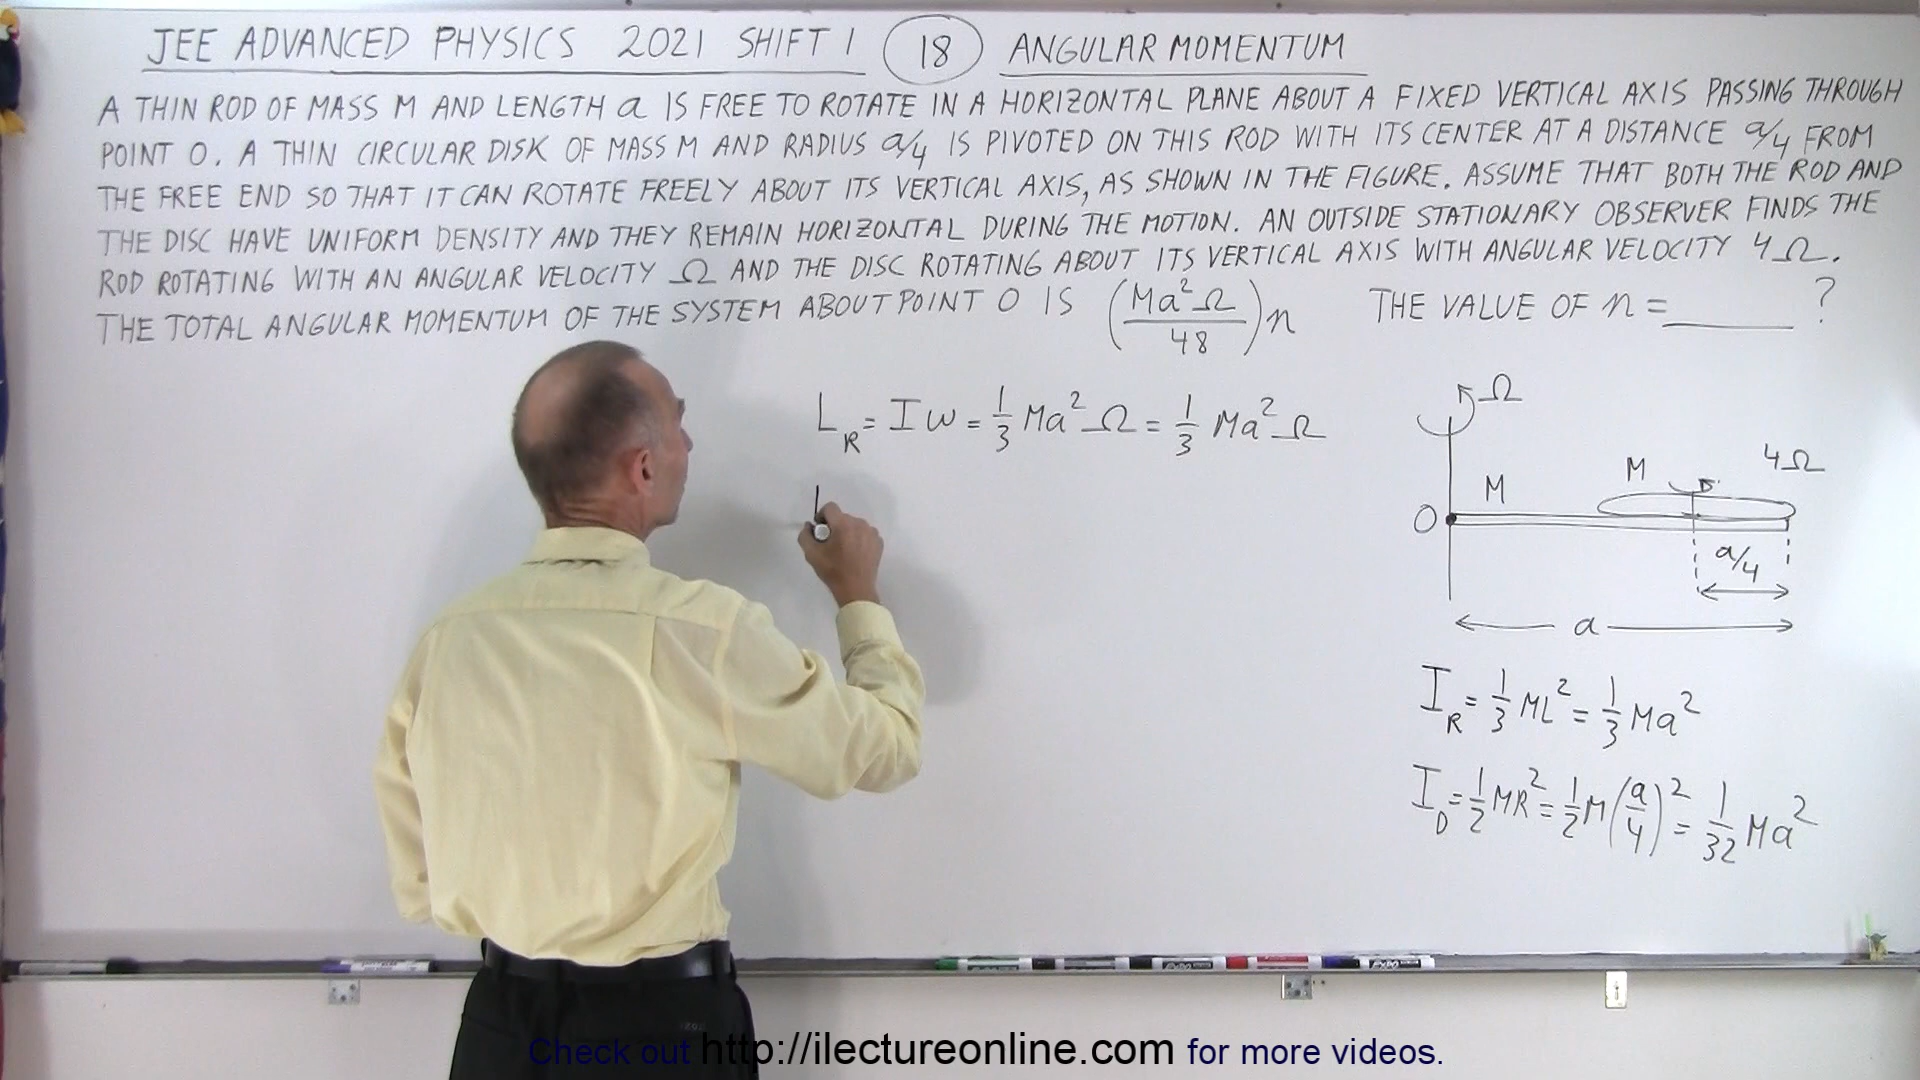 JEE ADVANCED PHYSICS 2021 SHIFT 1 (18) ANGULAR MOMENTUM
A THIN ROD OF MASS M AND LENGTH a IS FREE TO ROTATE IN A HORIZONTAL PLANE ABOUT A FIXED VERTICAL AXIS PASSING THROUGH
POINT O. A THIN CIRCULAR DISK OF MASS M AND RADIUS a/4 IS PIVOTED ON THIS ROD WITH ITS CENTER AT A DISTANCE a/4 FROM
THE FREE END SO THAT IT CAN ROTATE FREELY ABOUT ITS VERTICAL AXIS, AS SHOWN IN THE FIGURE. ASSUME THAT BOTH THE ROD AND
THE DISC HAVE UNIFORM DENSITY AND THEY REMAIN HORIZONTAL DURING THE MOTION. AN OUTSIDE STATIONARY OBSERVER FINDS THE
ROD ROTATING WITH AN ANGULAR VELOCITY Ω AND THE DISC ROTATING ABOUT ITS VERTICAL AXIS WITH ANGULAR VELOCITY 4Ω.
THE TOTAL ANGULAR MOMENTUM OF THE SYSTEM ABOUT POINT O IS (Ma²Ω/48)n THE VALUE OF n = ______ ?
L_R = Iω = 1/3 Ma²Ω = 1/3 Ma²Ω
Ω
M
M
4Ω
O
a/4
a
I_R = 1/3 ML² = 1/3 Ma²
I_D = 1/2 MR² = 1/2 M(a/4)² = 1/32 Ma²
Check out http://ilectureonline.com for more videos.